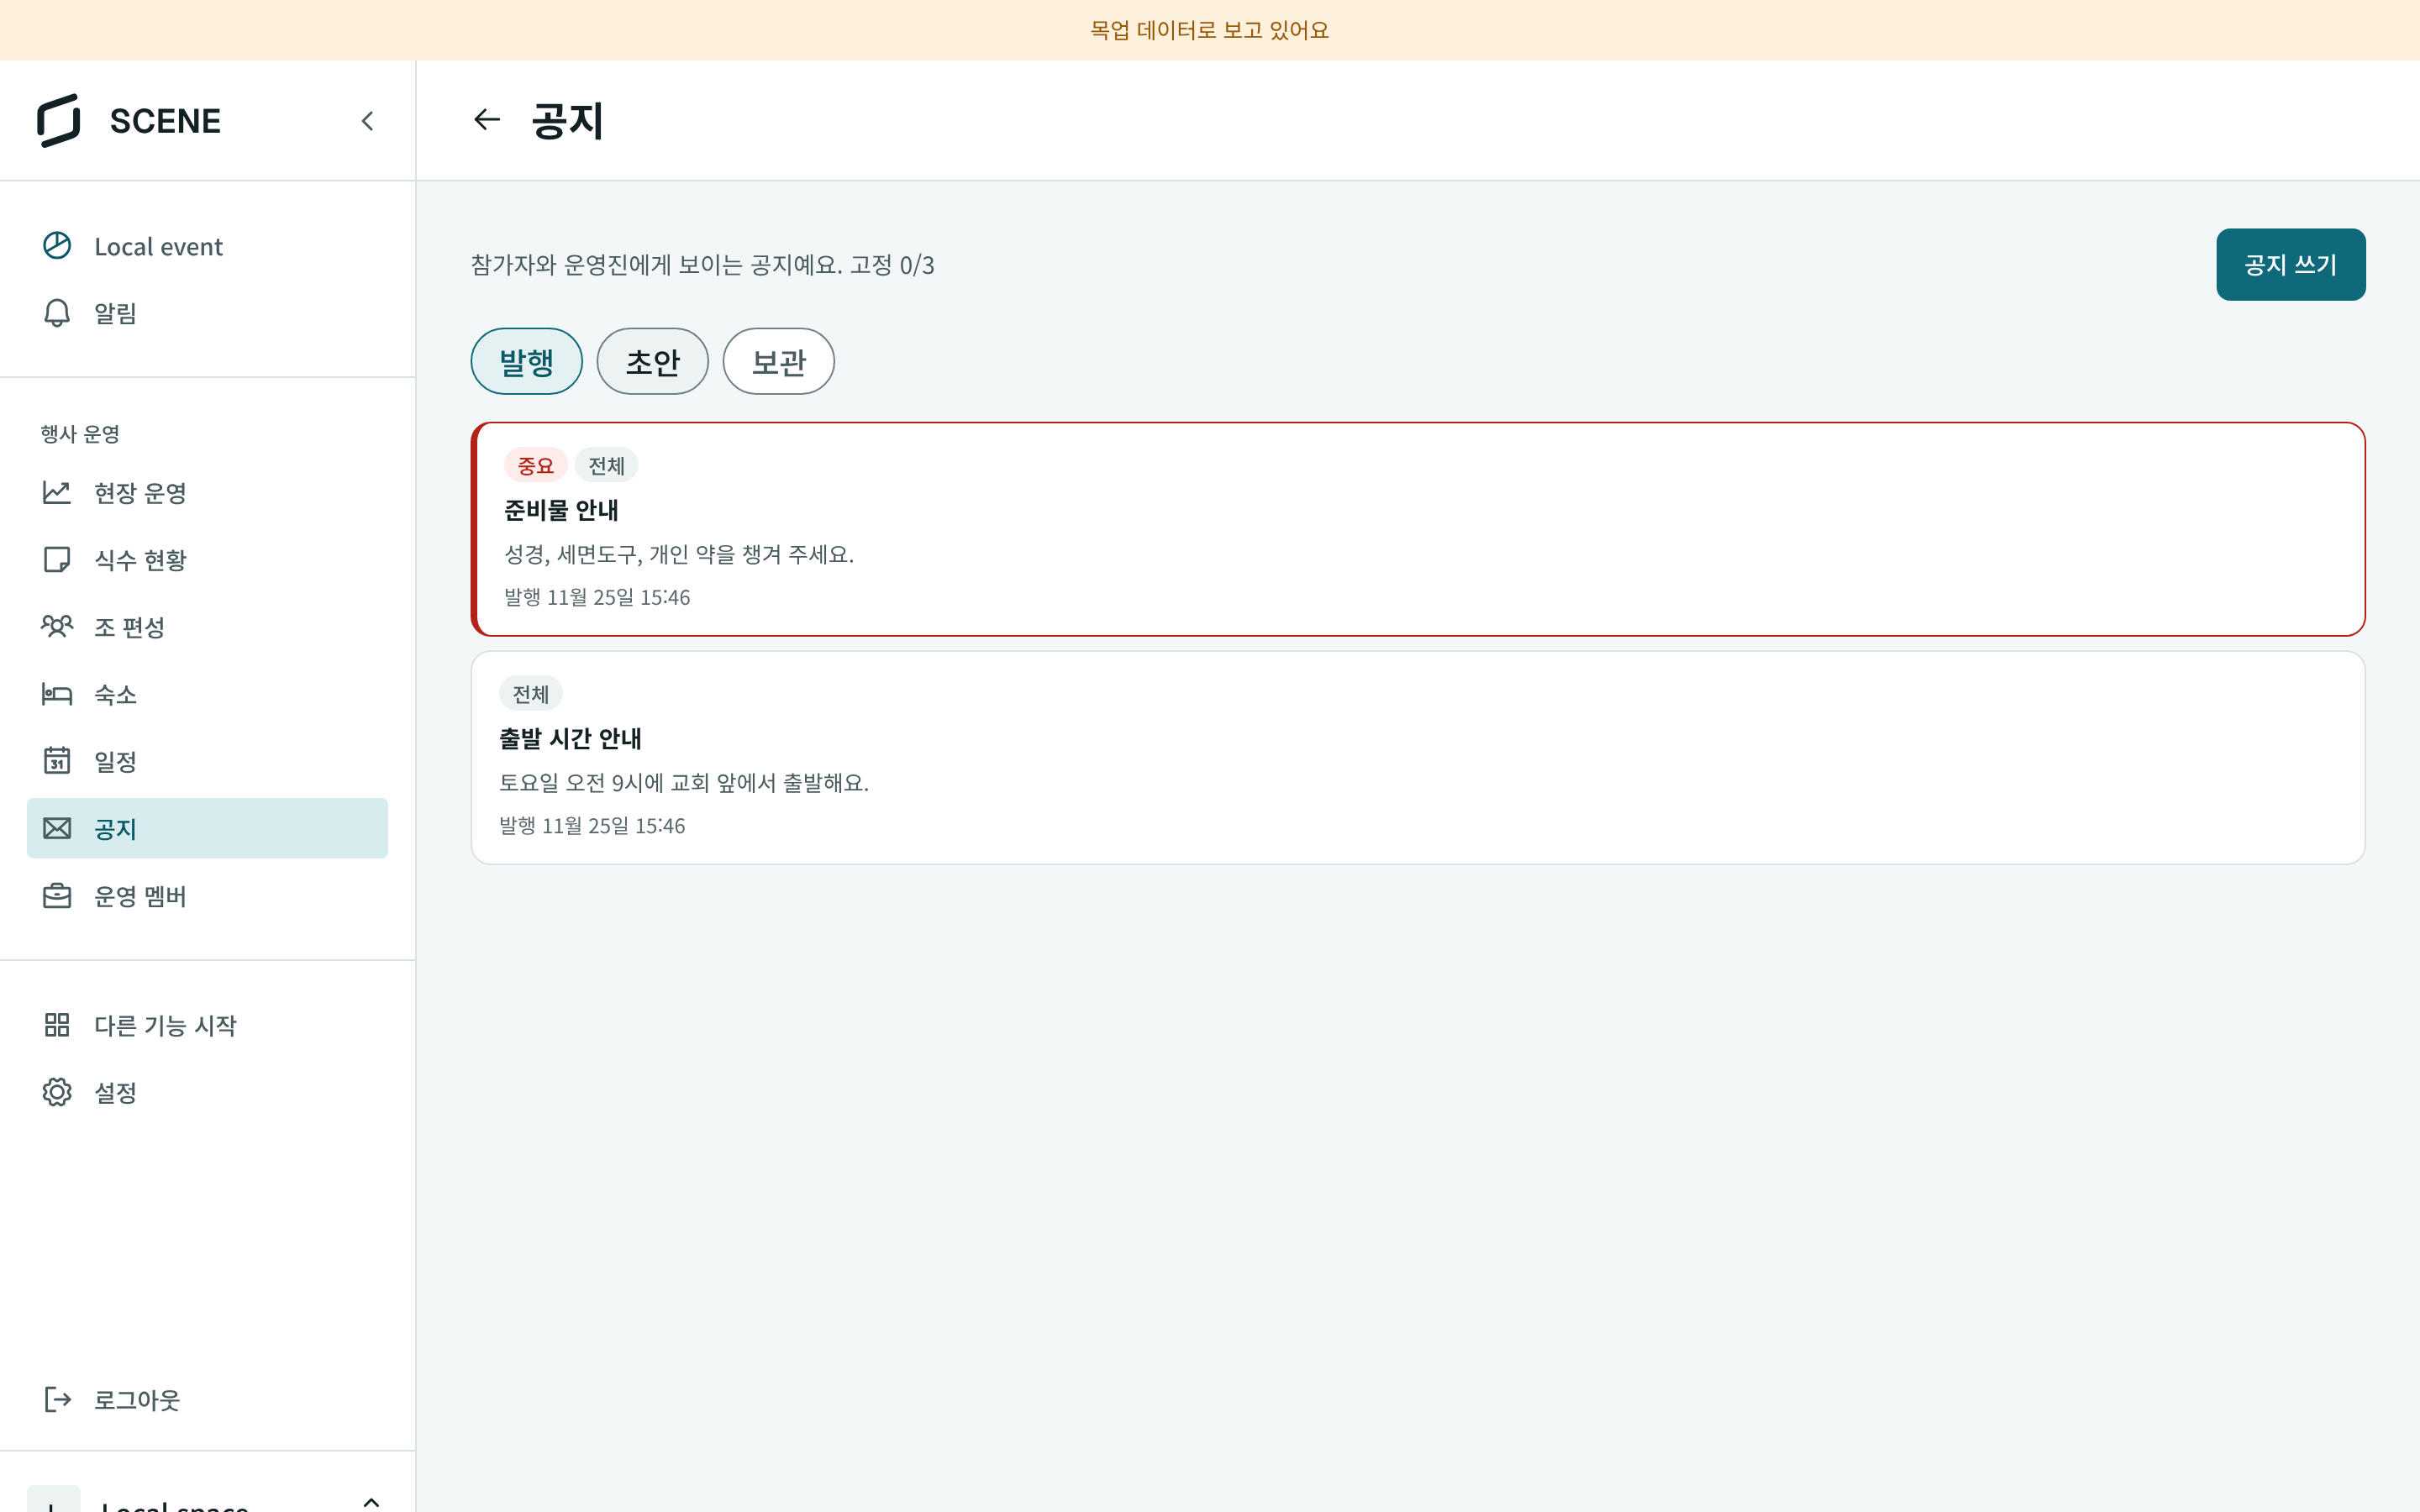 목업 데이터로 보고 있어요
SCENE
공지
Local event
알림
행사 운영
현장 운영
식수 현황
조 편성
숙소
31
일정
공지
운영 멤버
다른 기능 시작
설정
로그아웃
Local space
참가자와 운영진에게 보이는 공지예요. 고정 0/3
공지 쓰기
발행
초안
보관
중요
전체
준비물 안내
성경, 세면도구, 개인 약을 챙겨 주세요.
발행 11월 25일 15:46
전체
출발 시간 안내
토요일 오전 9시에 교회 앞에서 출발해요.
발행 11월 25일 15:46